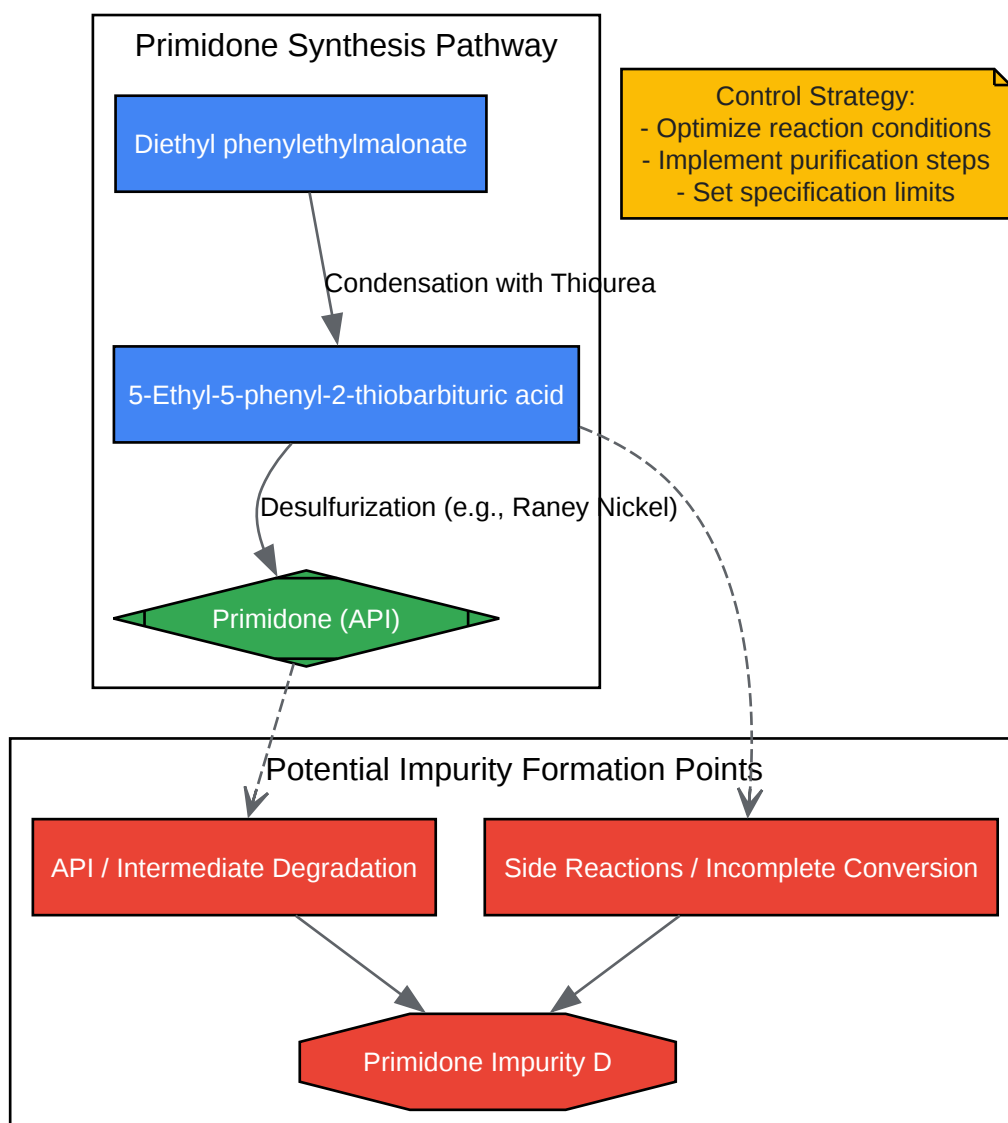 Primidone Synthesis Pathway
Diethyl phenylethylmalonate
Control Strategy:
- Optimize reaction conditions
- Implement purification steps
- Set specification limits
Condensation with Thiourea
5-Ethyl-5-phenyl-2-thiobarbituric acid
Desulfurization (e.g., Raney Nickel)
Primidone (API)
Potential Impurity Formation Points
API / Intermediate Degradation
Side Reactions / Incomplete Conversion
Primidone Impurity D